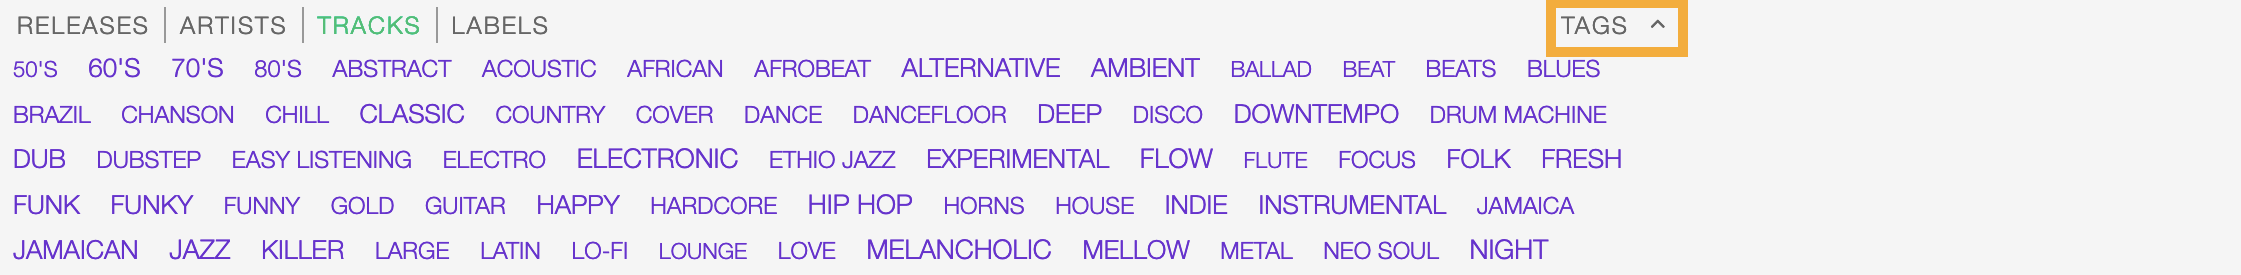 RELEASES ARTISTS TRACKS LABELS TAGS
50'S 60'S 70'S 80'S ABSTRACT ACOUSTIC AFRICAN AFROBEAT ALTERNATIVE AMBIENT BALLAD BEAT BEATS BLUES
BRAZIL CHANSON CHILL CLASSIC COUNTRY COVER DANCE DANCEFLOOR DEEP DISCO DOWNTEMPO DRUM MACHINE
DUB DUBSTEP EASY LISTENING ELECTRO ELECTRONIC ETHIO JAZZ EXPERIMENTAL FLOW FLUTE FOCUS FOLK FRESH
FUNK FUNKY FUNNY GOLD GUITAR HAPPY HARDCORE HIP HOP HORNS HOUSE INDIE INSTRUMENTAL JAMAICA
JAMAICAN JAZZ KILLER LARGE LATIN LO-FI LOUNGE LOVE MELANCHOLIC MELLOW METAL NEO SOUL NIGHT